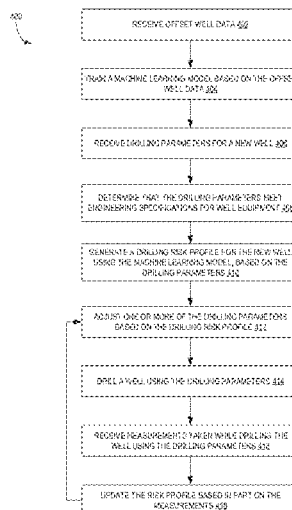 RECEIVE OFFSET WELL DATA
TRAIN A MACHINE LEARNING MODEL BASED ON THE OFFSET
WELL DATA
RECEIVE DRILLING PARAMETERS FOR A NEW WELL
DETERMINE THAT THE DRILLING PARAMETERS MEET
ENGINEERING SPECIFICATIONS FOR WELL EQUIPMENT
GENERATE A DRILLING RISK PROFILE FOR THE NEW WELL
USING THE MACHINE LEARNING MODEL, BASED ON THE
DRILLING PARAMETERS
ADJUST ONE OR MORE OF THE DRILLING PARAMETERS
BASED ON THE DRILLING RISK PROFILE
DRILL A WELL USING THE DRILLING PARAMETERS
RECEIVE MEASUREMENTS TAKEN WHILE DRILLING THE
WELL USING THE DRILLING PARAMETERS
UPDATE THE RISK PROFILE BASED IN PART ON THE
MEASUREMENTS